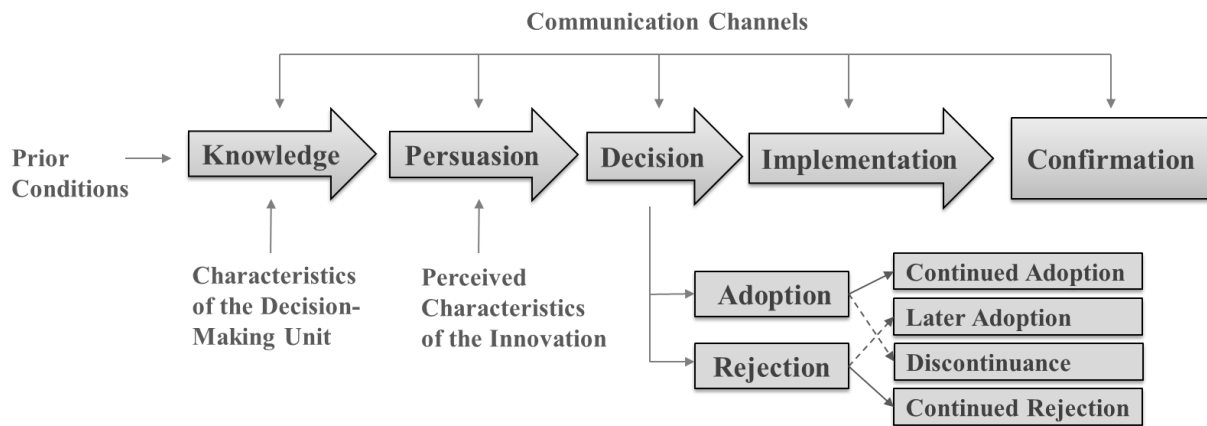 Communication Channels
Prior
Conditions
Knowledge
Persuasion
Decision
Implementation
Confirmation
Characteristics
of the Decision-
Making Unit
Perceived
Characteristics
of the Innovation
Adoption
Rejection
Continued Adoption
Later Adoption
Discontinuance
Continued Rejection